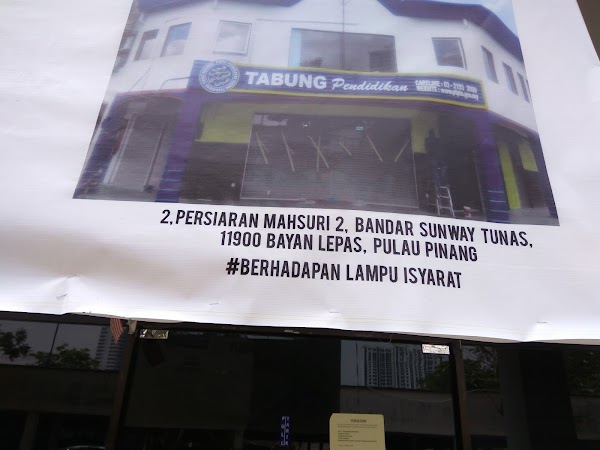 TABUNG Pendidikan
2, PERSIARAN MAHSURI 2, BANDAR SUNWAY TUNAS,
11900 BAYAN LEPAS, PULAU PINANG
#BERHADAPAN LAMPU ISYARAT